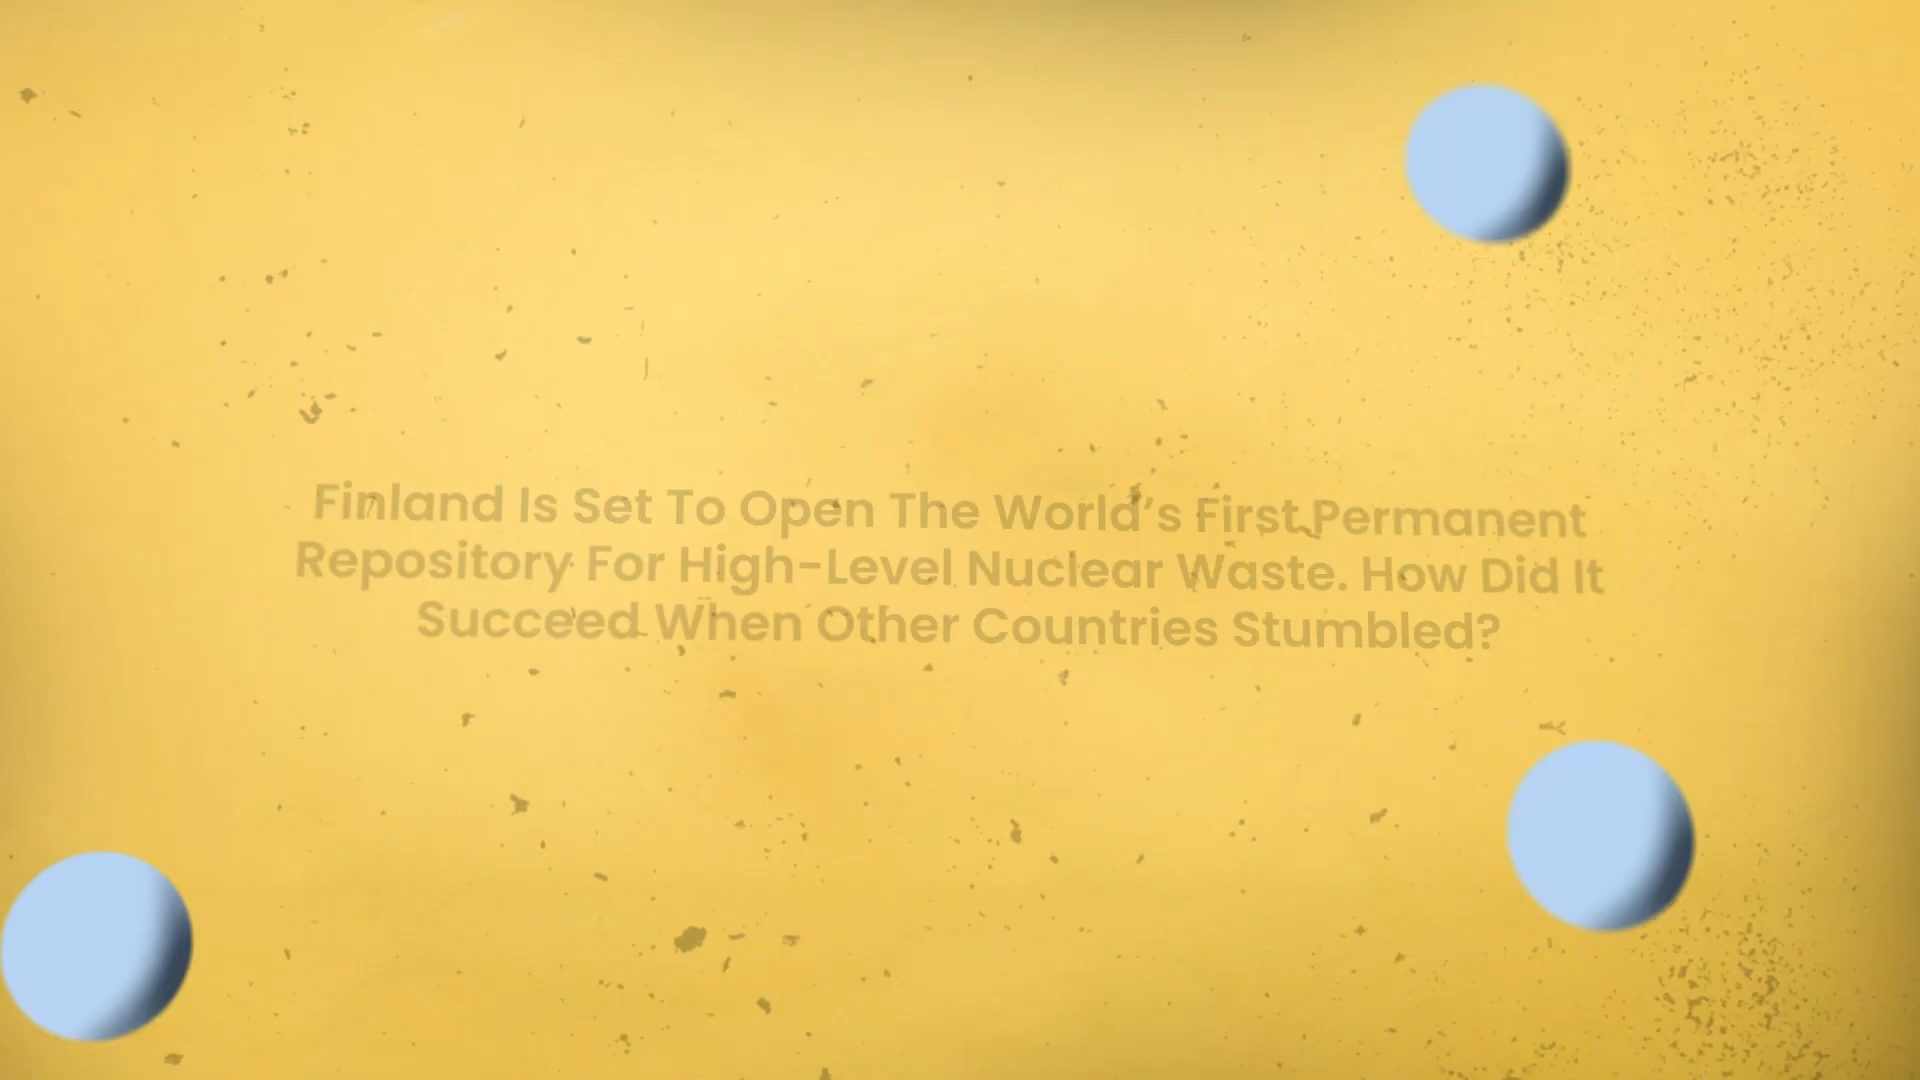 Finland Is Set To Open The World’s First Permanent
Repository For High-Level Nuclear Waste. How Did It
Succeed When Other Countries Stumbled?